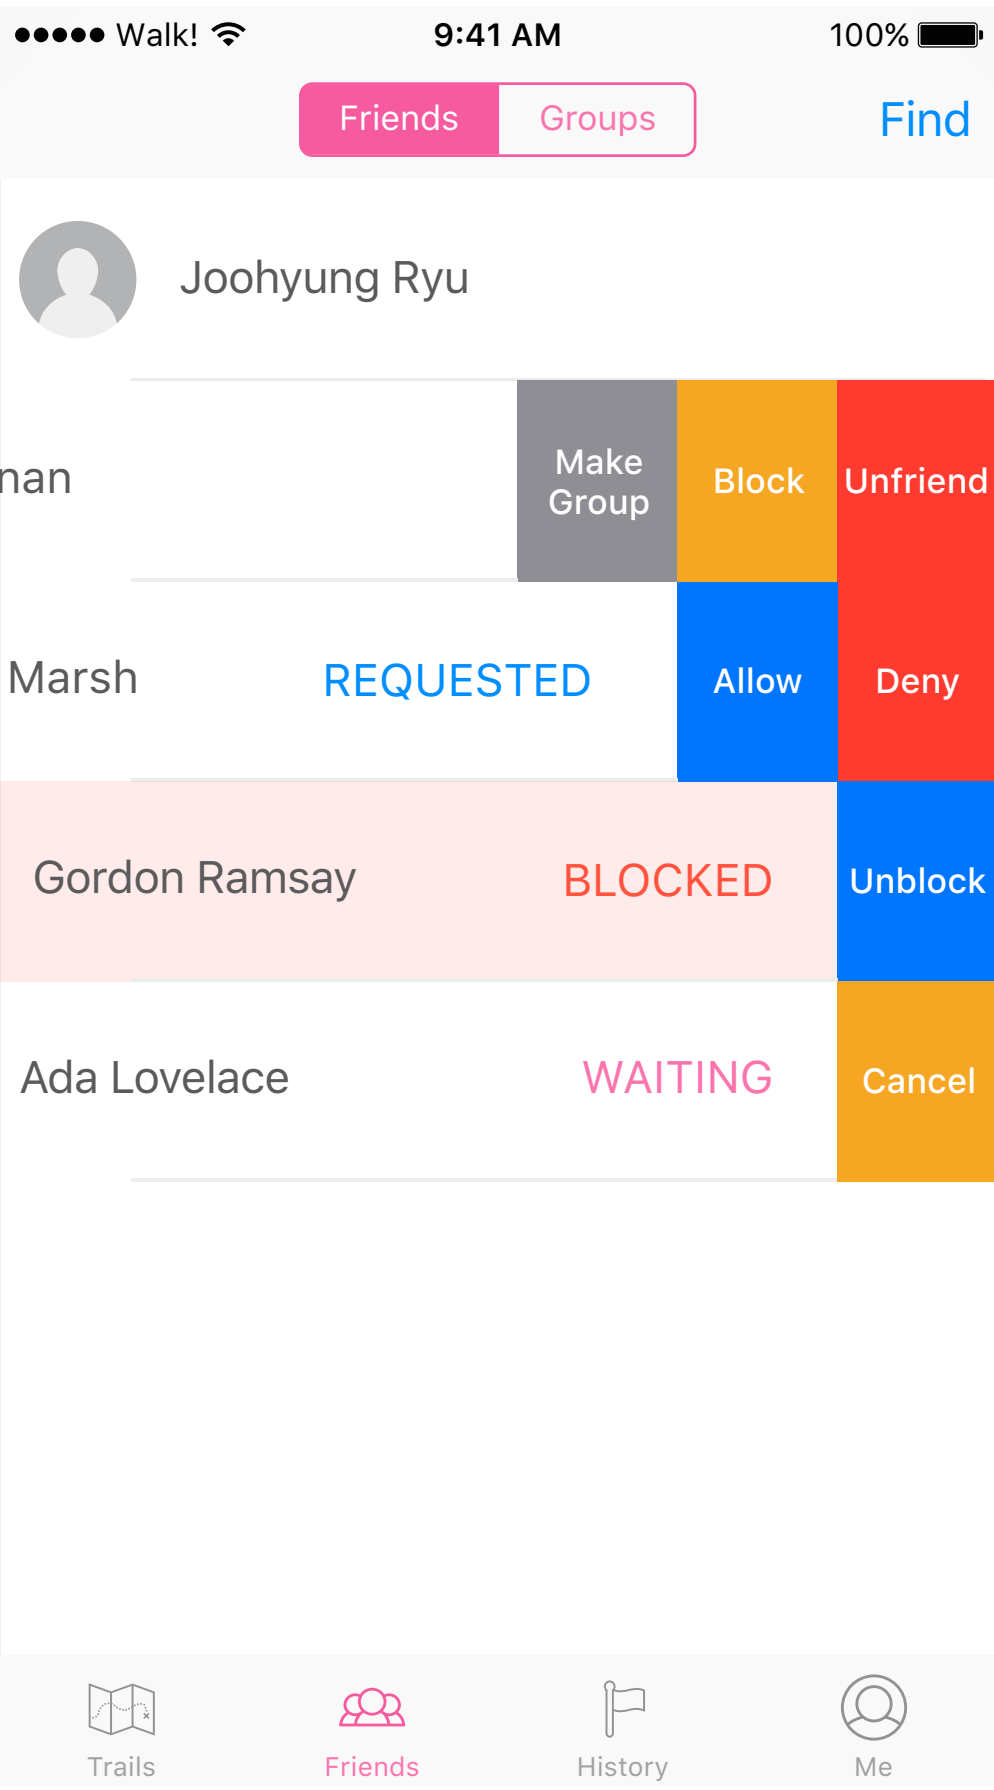 Walk! 9:41 AM 100%
Friends Groups Find
Joohyung Ryu
nan Make Group Block Unfriend
Marsh REQUESTED Allow Deny
Gordon Ramsay BLOCKED Unblock
Ada Lovelace WAITING Cancel
Trails Friends History Me